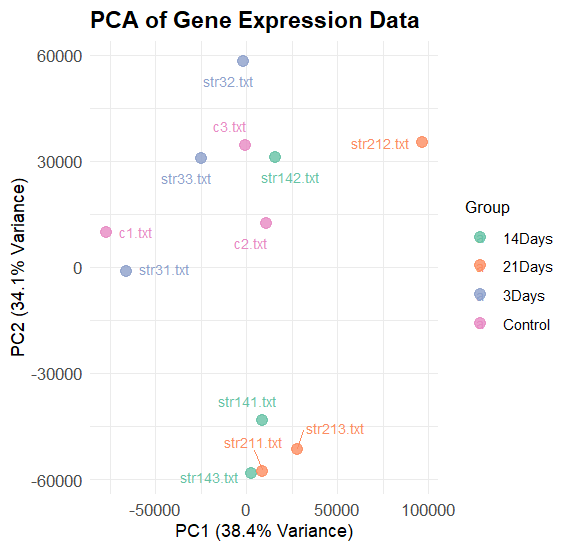 PCA of Gene Expression Data
60000
30000
0
-30000
-60000
PC2 (34.1% Variance)
str32.txt
c3.txt
str212.txt
str33.txt
str142.txt
c1.txt
c2.txt
str31.txt
str141.txt
str213.txt
str211.txt
str143.txt
-50000
0
50000
100000
PC1 (38.4% Variance)
Group
14Days
21Days
3Days
Control